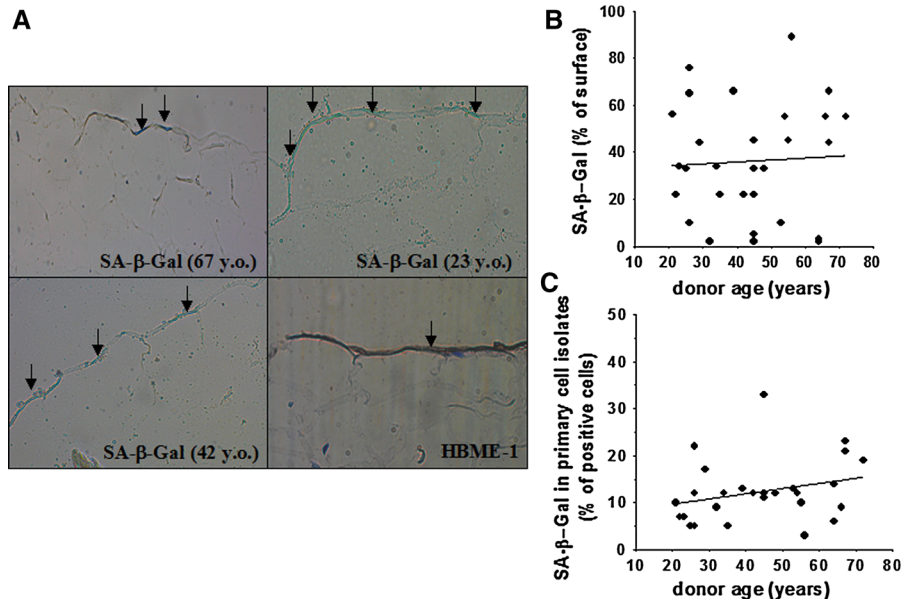 A
SA-β-Gal (67 y.o.)
SA-β-Gal (23 y.o.)
SA-β-Gal (42 y.o.)
HBME-1
B
SA-β-Gal (% of surface)
100
80
60
40
20
0
10 20 30 40 50 60 70 80
donor age (years)
C
SA-β-Gal in primary cell isolates
(% of positive cells)
50
40
30
20
10
0
10 20 30 40 50 60 70 80
donor age (years)